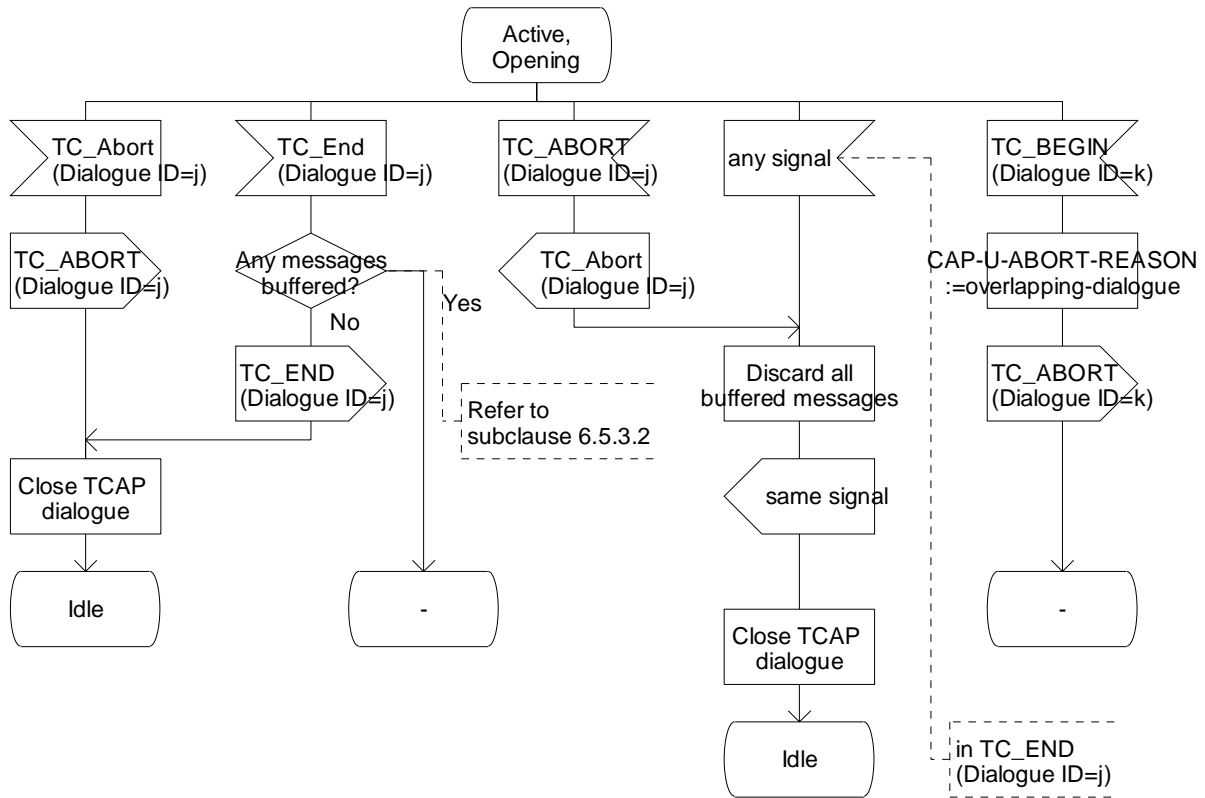 Active,
Opening
TC_Abort
(Dialogue ID=j)
TC_End
(Dialogue ID=j)
TC_ABORT
(Dialogue ID=j)
any signal
TC_BEGIN
(Dialogue ID=k)
TC_ABORT
(Dialogue ID=j)
Any messages
buffered?
TC_Abort
(Dialogue ID=j)
CAP-U-ABORT-REASON
:=overlapping-dialogue
Yes
No
TC_END
(Dialogue ID=j)
Refer to
subclause 6.5.3.2
Discard all
buffered messages
TC_ABORT
(Dialogue ID=k)
Close TCAP
dialogue
same signal
Idle
-
-
Close TCAP
dialogue
Idle
in TC_END
(Dialogue ID=j)